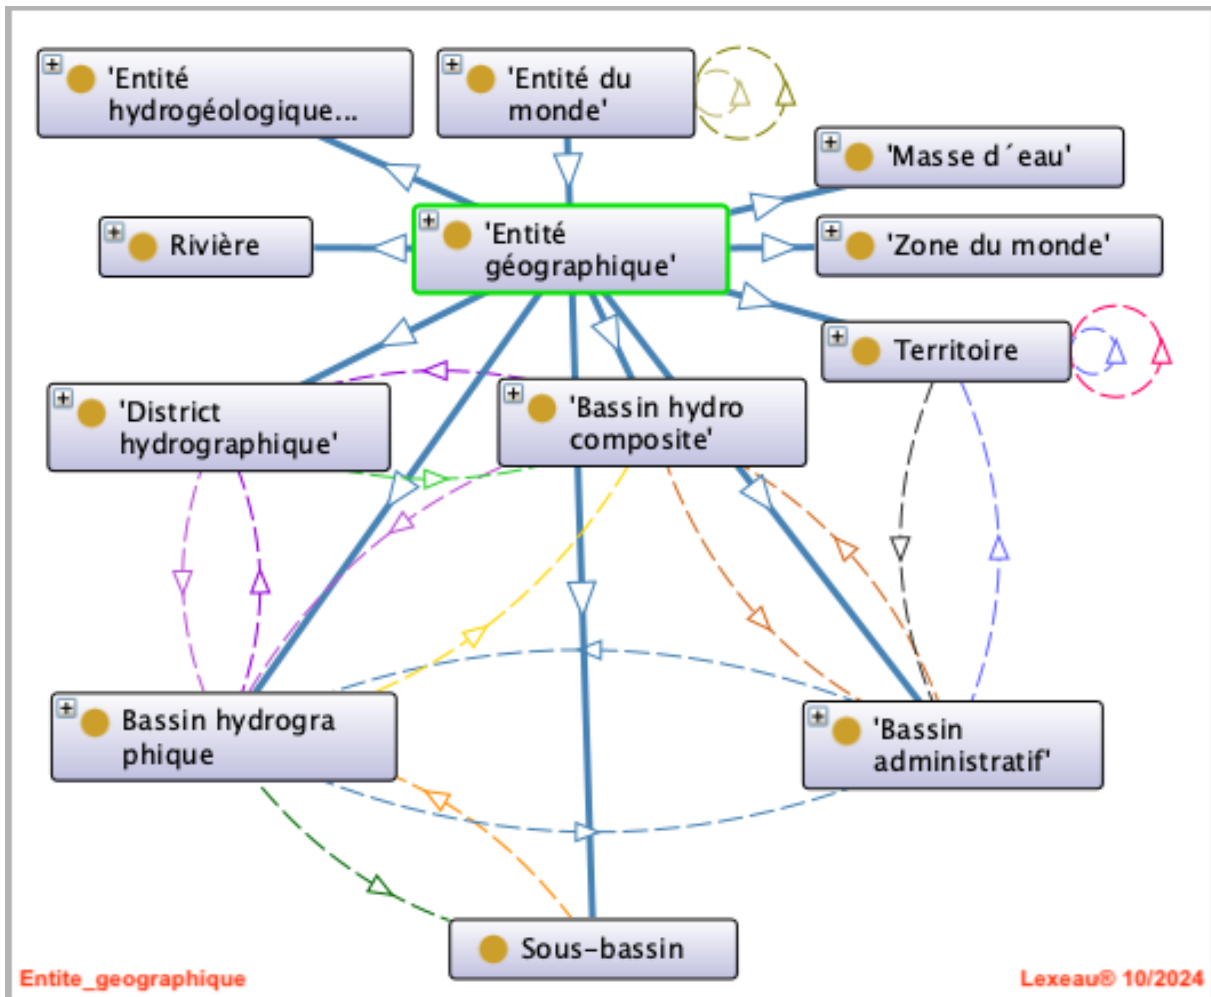 'Entité
hydrogéologique...
'Entité du
monde'
'Masse d´eau'
Rivière
'Entité
géographique'
'Zone du monde'
Territoire
'District
hydrographique'
'Bassin hydro
composite'
Bassin hydrogra
phique
'Bassin
administratif'
Sous-bassin
Entite_geographique
Lexeau® 10/2024